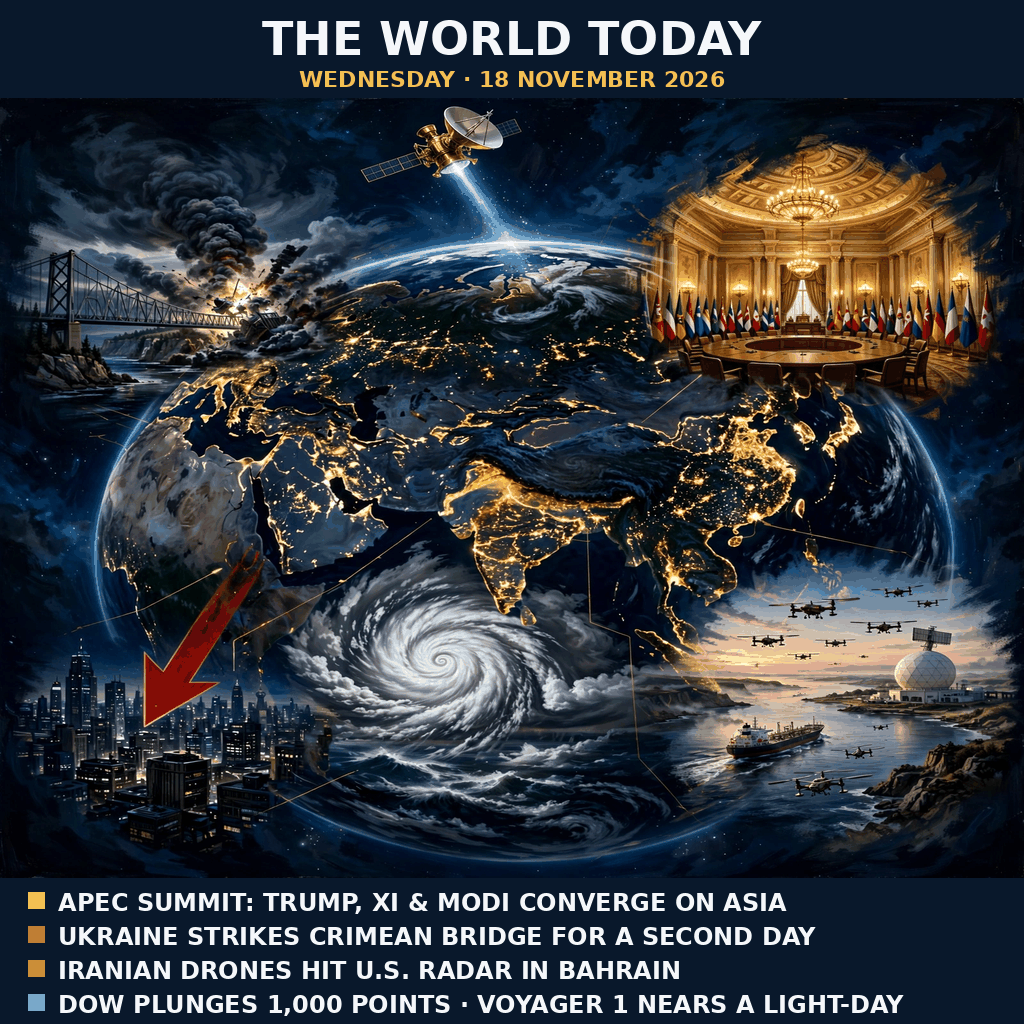 THE WORLD TODAY
WEDNESDAY · 18 NOVEMBER 2026
APEC SUMMIT: TRUMP, XI & MODI CONVERGE ON ASIA
UKRAINE STRIKES CRIMEAN BRIDGE FOR A SECOND DAY
IRANIAN DRONES HIT U.S. RADAR IN BAHRAIN
DOW PLUNGES 1,000 POINTS · VOYAGER 1 NEARS A LIGHT-DAY